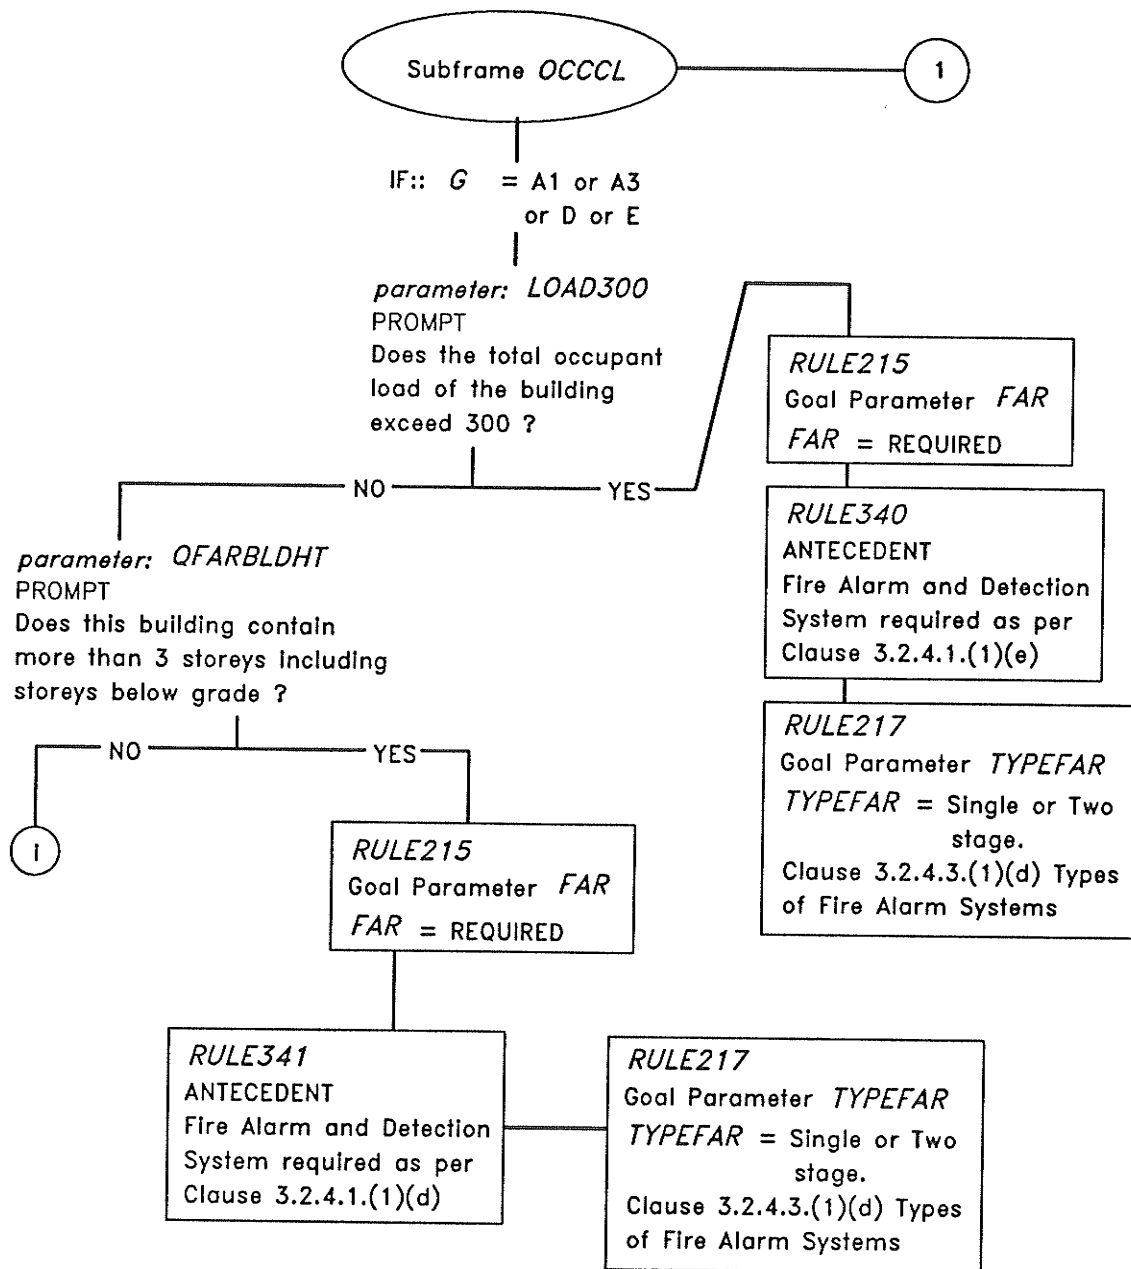 Subframe OCCCL
1
IF:: G = A1 or A3
or D or E
parameter: LOAD300
PROMPT
Does the total occupant
load of the building
exceed 300 ?
NO
YES
RULE215
Goal Parameter FAR
FAR = REQUIRED
RULE340
ANTECEDENT
Fire Alarm and Detection
System required as per
Clause 3.2.4.1.(1)(e)
RULE217
Goal Parameter TYPEFAR
TYPEFAR = Single or Two
stage.
Clause 3.2.4.3.(1)(d) Types
of Fire Alarm Systems
parameter: QFARBLDHT
PROMPT
Does this building contain
more than 3 storeys including
storeys below grade ?
NO
YES
i
RULE215
Goal Parameter FAR
FAR = REQUIRED
RULE341
ANTECEDENT
Fire Alarm and Detection
System required as per
Clause 3.2.4.1.(1)(d)
RULE217
Goal Parameter TYPEFAR
TYPEFAR = Single or Two
stage.
Clause 3.2.4.3.(1)(d) Types
of Fire Alarm Systems